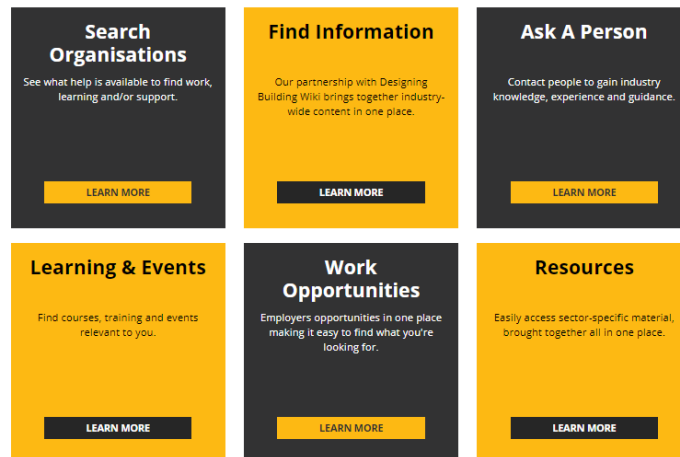 Search
Organisations
See what help is available to find work,
learning and/or support.
LEARN MORE
Find Information
Our partnership with Designing
Building Wiki brings together industry-
wide content in one place.
LEARN MORE
Ask A Person
Contact people to gain industry
knowledge, experience and guidance.
LEARN MORE
Learning & Events
Find courses, training and events
relevant to you.
LEARN MORE
Work
Opportunities
Employers opportunities in one place
making it easy to find what you're
looking for.
LEARN MORE
Resources
Easily access sector-specific material,
brought together all in one place.
LEARN MORE